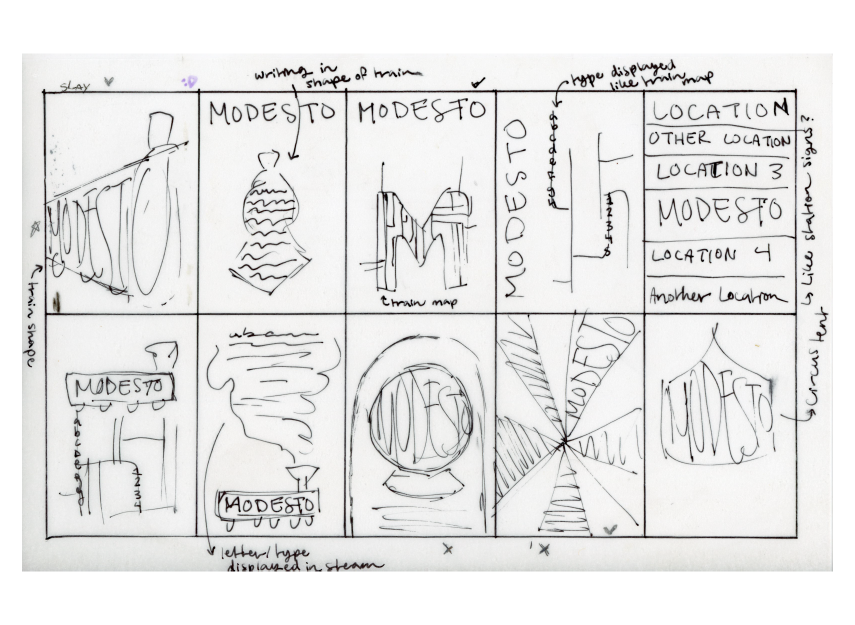 SLAY
writing in
shape of train
type displayed
like train map
MODESTO
MODESTO
MODESTO
MODESTO
LOCATION
OTHER LOCATION
LOCATION 3
MODESTO
LOCATION 4
Another Location
↳ Like station signs?
train map
train shape
MODESTO
MODESTO
MODESTO
MODESTO
MODESTO
circus tent
letter/type
displayed in steam